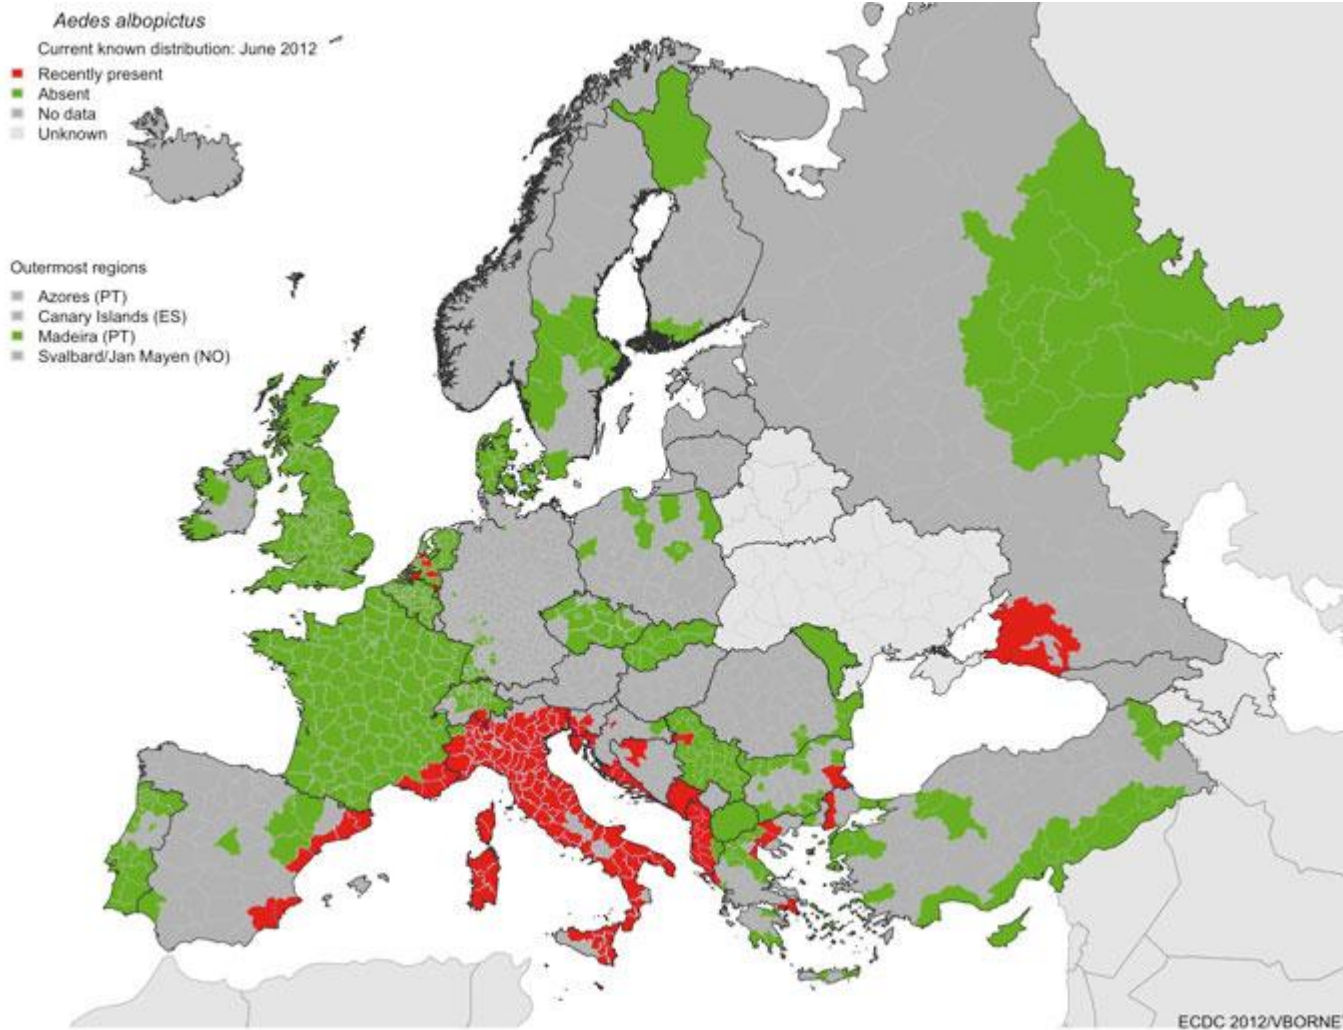 Aedes albopictus
Current known distribution: June 2012
Recently present
Absent
No data
Unknown
Outermost regions
Azores (PT)
Canary Islands (ES)
Madeira (PT)
Svalbard/Jan Mayen (NO)
ECDC 2012/VBORNE